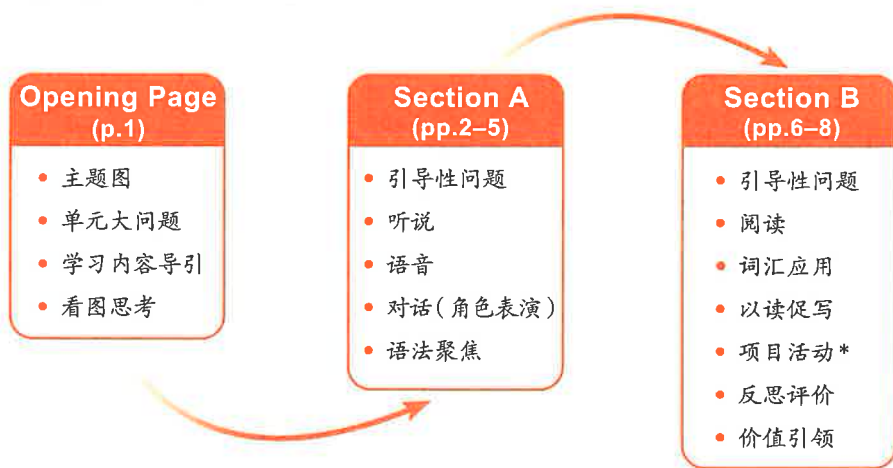 Opening Page
(p.1)
• 主题图
• 单元大问题
• 学习内容导引
• 看图思考
Section A
(pp.2–5)
• 引导性问题
• 听说
• 语音
• 对话(角色表演)
• 语法聚焦
Section B
(pp.6–8)
• 引导性问题
• 阅读
• 词汇应用
• 以读促写
• 项目活动*
• 反思评价
• 价值引领